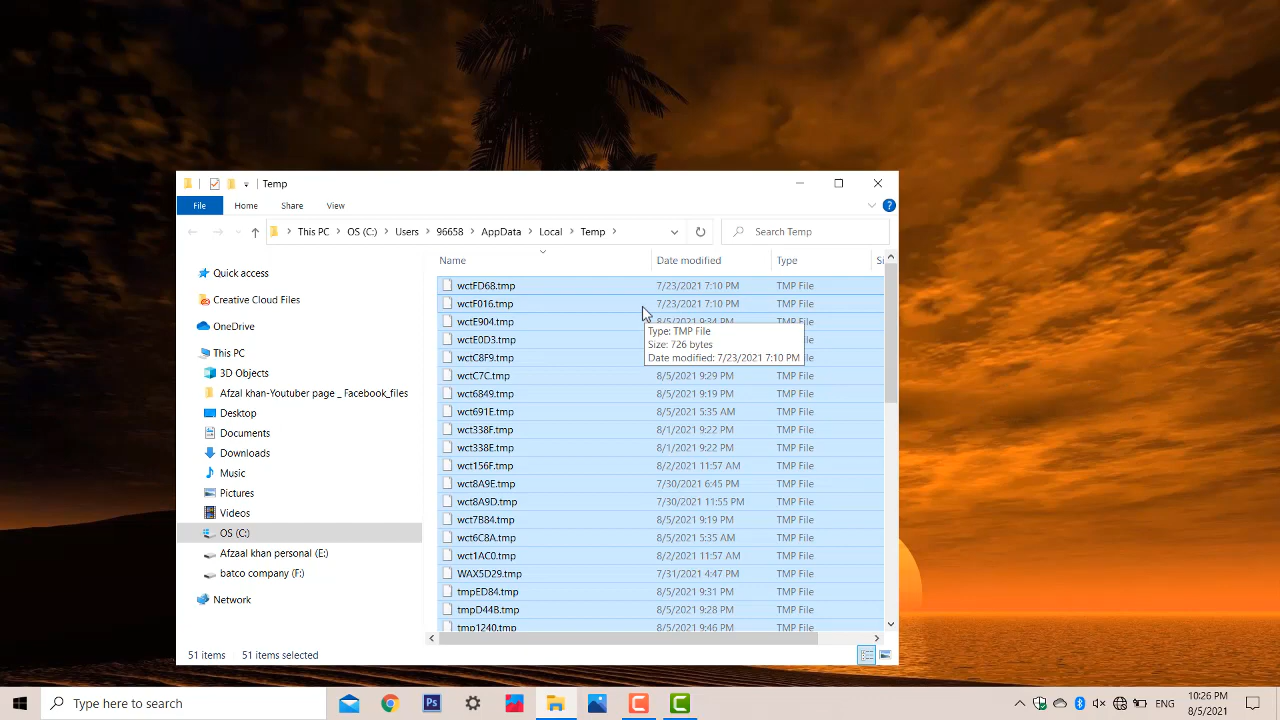 Temp
File Home Share View
This PC OS (C:) Users 96658 AppData Local Temp Search Temp
Name Date modified Type Si
Quick access
Creative Cloud Files
OneDrive
This PC
3D Objects
Afzal khan-Youtuber page _ Facebook_files
Desktop
Documents
Downloads
Music
Pictures
Videos
OS (C:)
Afzaal khan personal (E:)
batco company (F:)
Network
wctFD68.tmp 7/23/2021 7:10 PM TMP File
wctF016.tmp 7/23/2021 7:10 PM TMP File
wctE904.tmp 8/5/2021 9:34 PM TMP File
wctE0D3.tmp
wctC8F9.tmp
Type: TMP File
Size: 726 bytes
Date modified: 7/23/2021 7:10 PM
wctC7C.tmp 8/5/2021 9:29 PM TMP File
wct6849.tmp 8/5/2021 9:19 PM TMP File
wct691E.tmp 8/5/2021 5:35 AM TMP File
wct338F.tmp 8/1/2021 9:22 PM TMP File
wct338E.tmp 8/1/2021 9:22 PM TMP File
wct156F.tmp 8/2/2021 11:57 AM TMP File
wct8A9E.tmp 7/30/2021 6:45 PM TMP File
wct8A9D.tmp 7/30/2021 11:55 PM TMP File
wct7B84.tmp 8/5/2021 9:19 PM TMP File
wct6C8A.tmp 8/5/2021 5:35 AM TMP File
wct1AC0.tmp 8/2/2021 11:57 AM TMP File
WAX5D29.tmp 7/31/2021 4:47 PM TMP File
tmpED84.tmp 8/5/2021 9:31 PM TMP File
tmpD44B.tmp 8/5/2021 9:28 PM TMP File
tmp1240.tmp 8/5/2021 9:46 PM TMP File
51 items 51 items selected
Type here to search
Ps
ENG
10:26 PM
8/5/2021